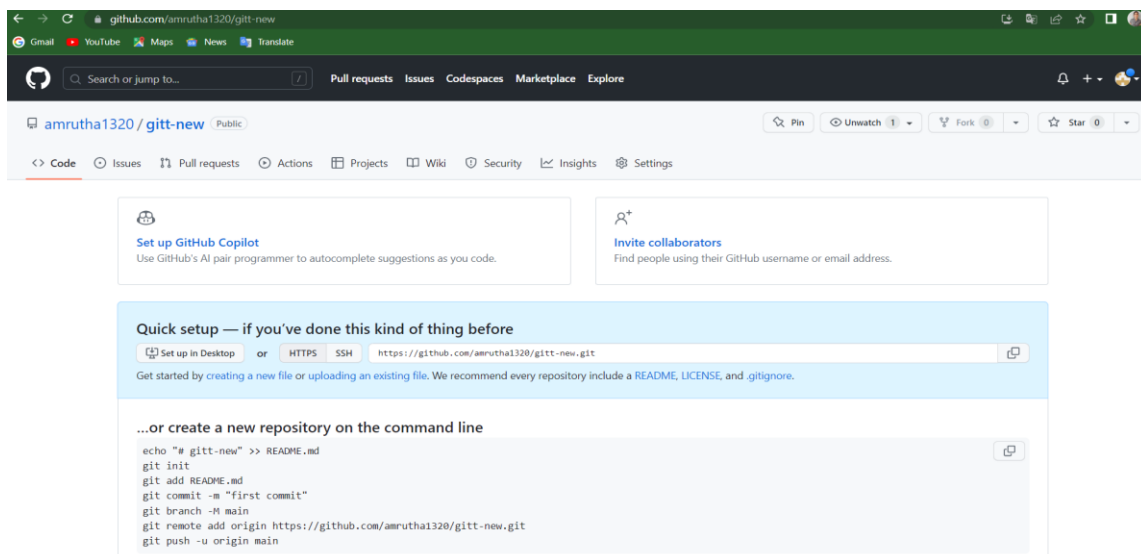 github.com/amrutha1320/gitt-new
Gmail YouTube Maps News Translate
Search or jump to... / Pull requests Issues Codespaces Marketplace Explore
amrutha1320 / gitt-new Public Pin Unwatch 1 Fork 0 Star 0
<> Code Issues Pull requests Actions Projects Wiki Security Insights Settings
Set up GitHub Copilot
Use GitHub's AI pair programmer to autocomplete suggestions as you code.
Invite collaborators
Find people using their GitHub username or email address.
Quick setup — if you've done this kind of thing before
Set up in Desktop or HTTPS SSH https://github.com/amrutha1320/gitt-new.git
Get started by creating a new file or uploading an existing file. We recommend every repository include a README, LICENSE, and .gitignore.
...or create a new repository on the command line
echo "# gitt-new" >> README.md
git init
git add README.md
git commit -m "first commit"
git branch -M main
git remote add origin https://github.com/amrutha1320/gitt-new.git
git push -u origin main